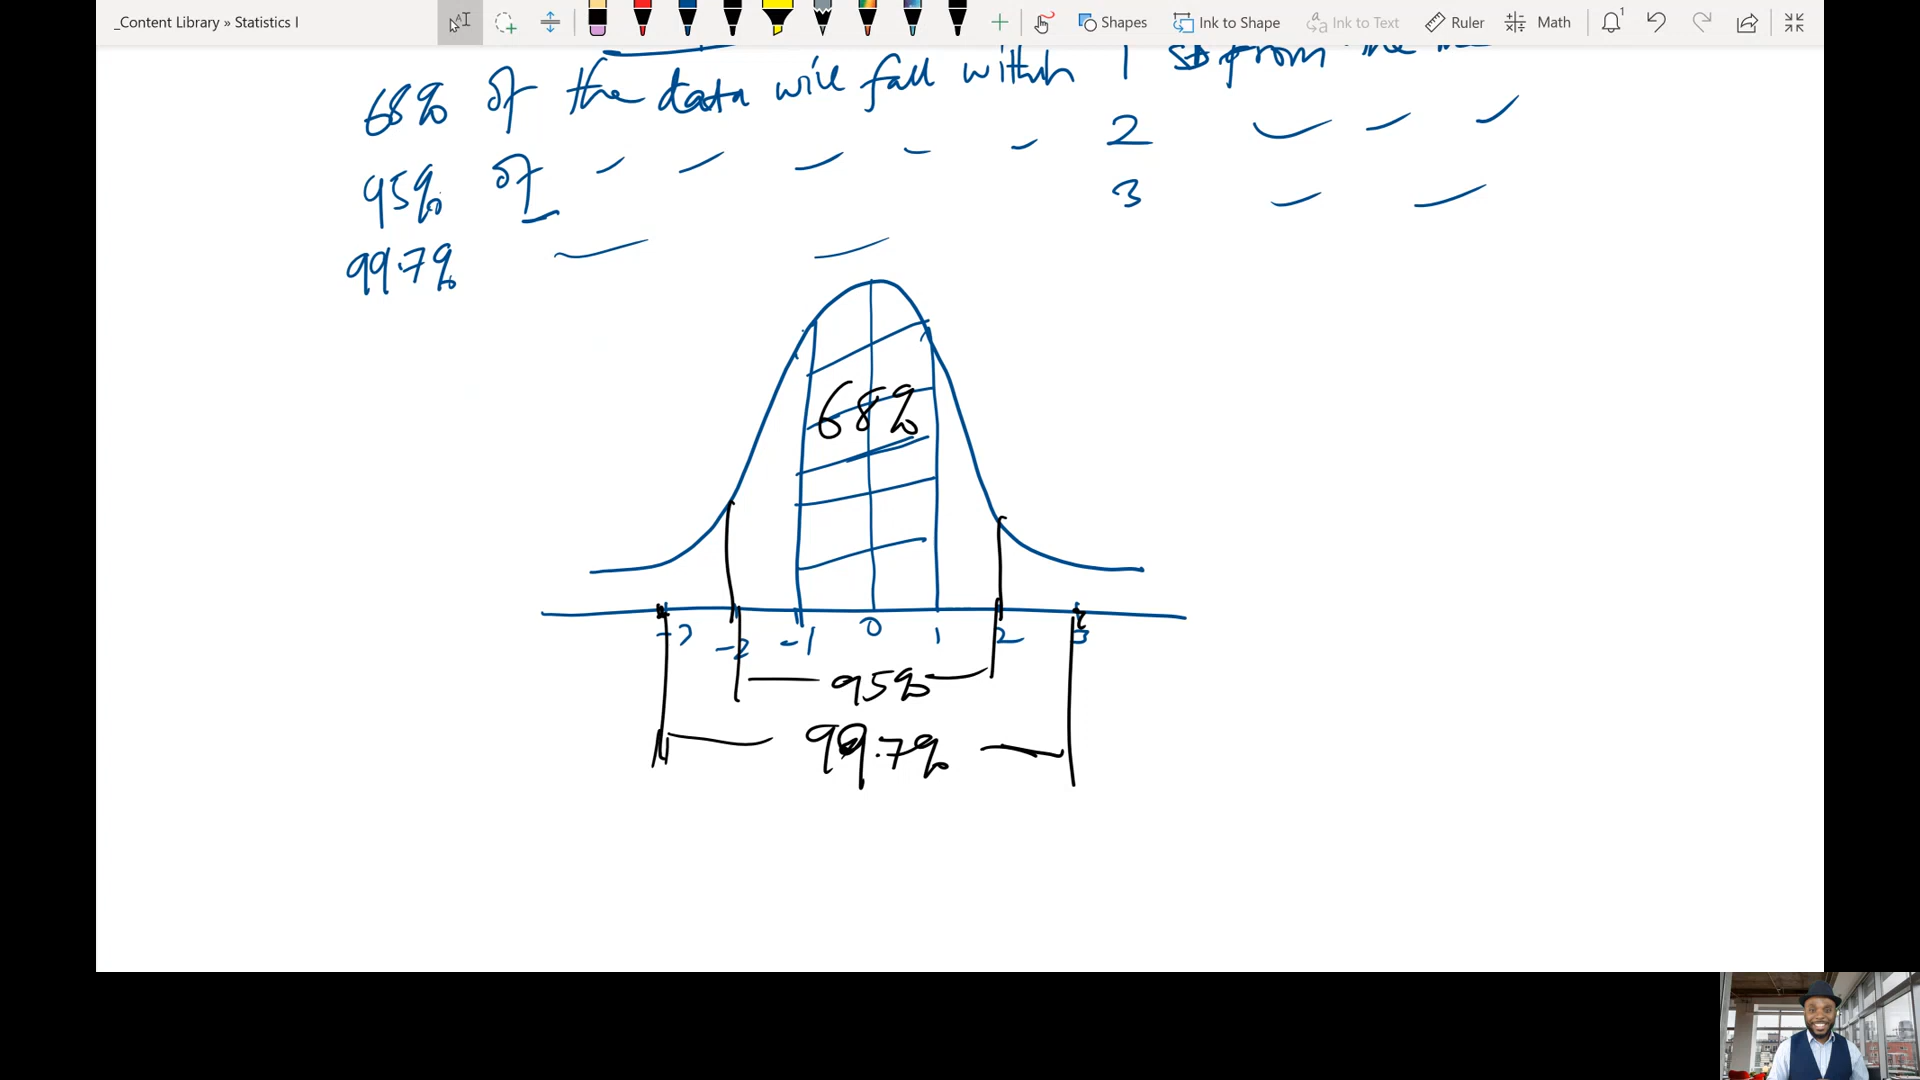 _Content Library » Statistics I
Shapes Ink to Shape Ink to Text Ruler Math 1
68% of the data will fall within 1 SD from the
95% of 2
99.7% 3
68%
-3 -2 -1 0 1 2 3
95%
99.7%